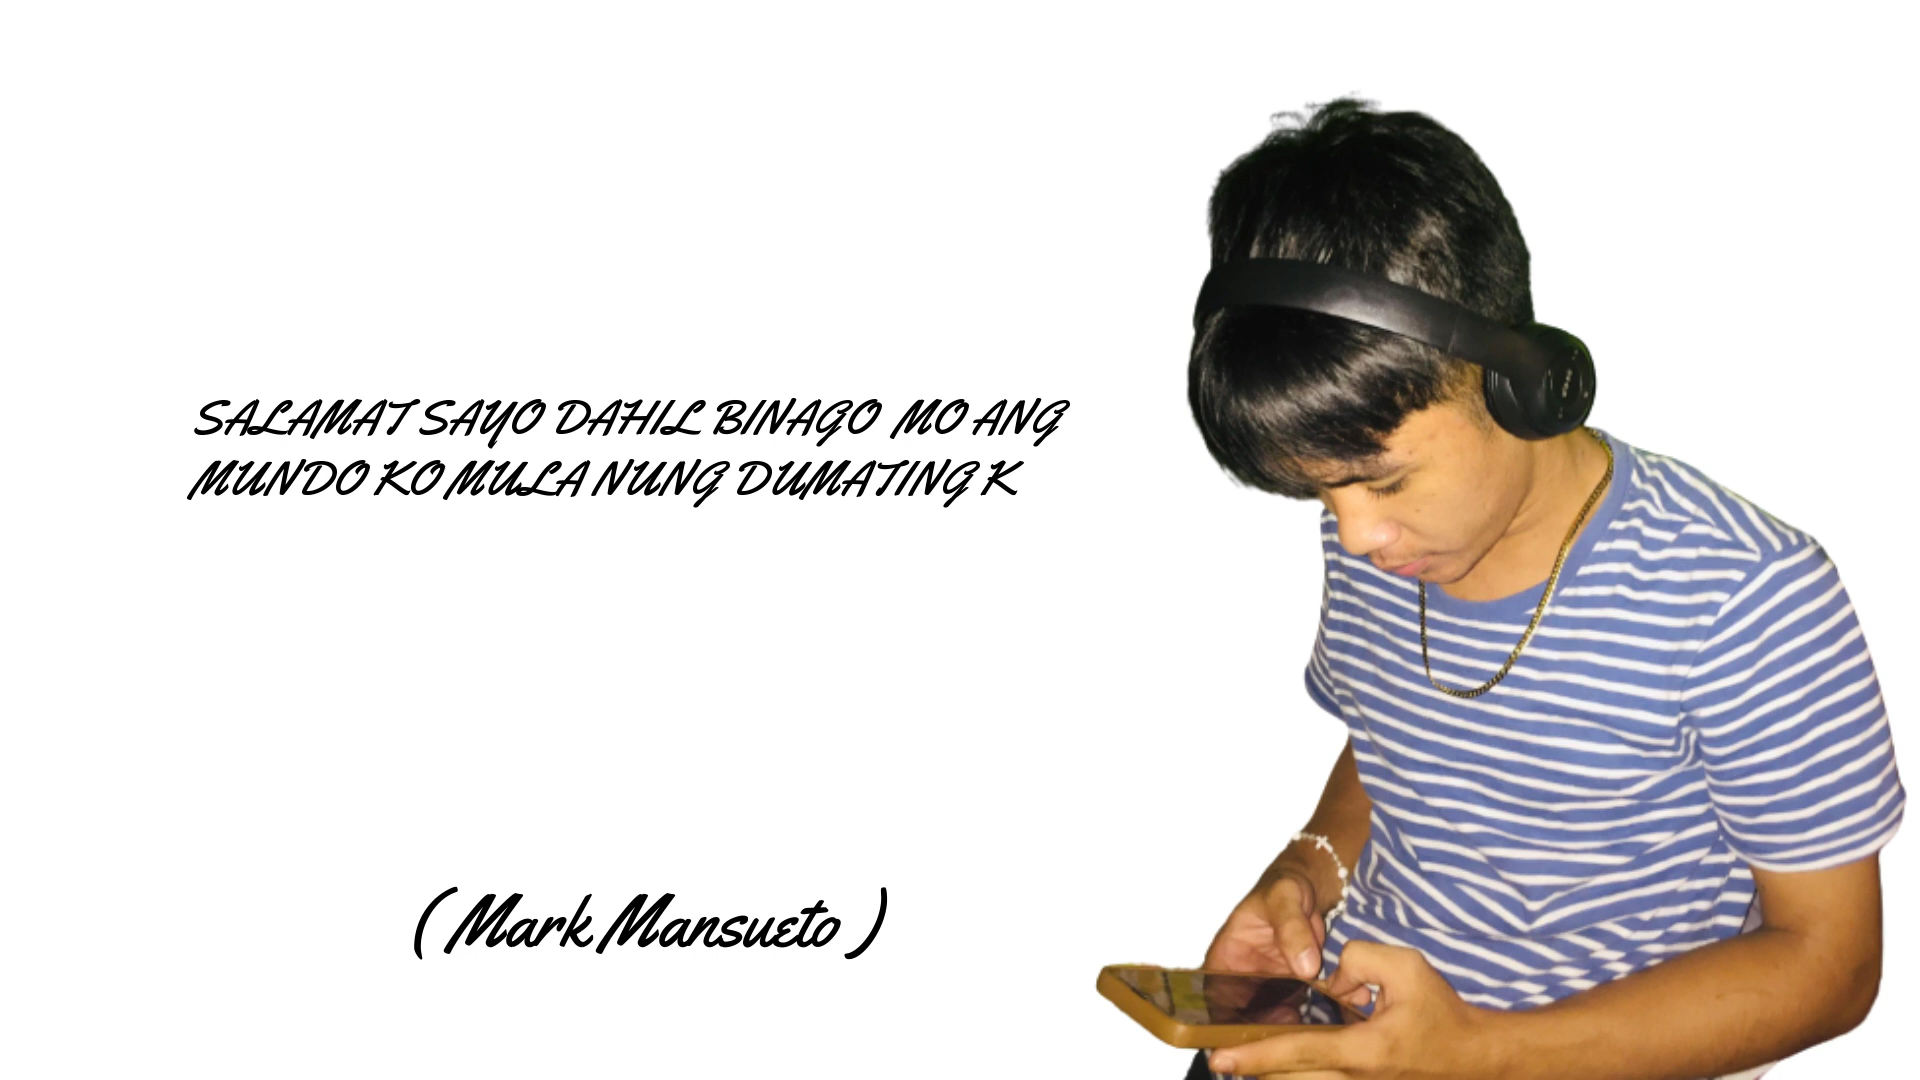 SALAMAT SAYO DAHIL BINAGO MO ANG
MUNDO KO MULA NUNG DUMATING K
( Mark Mansueto )